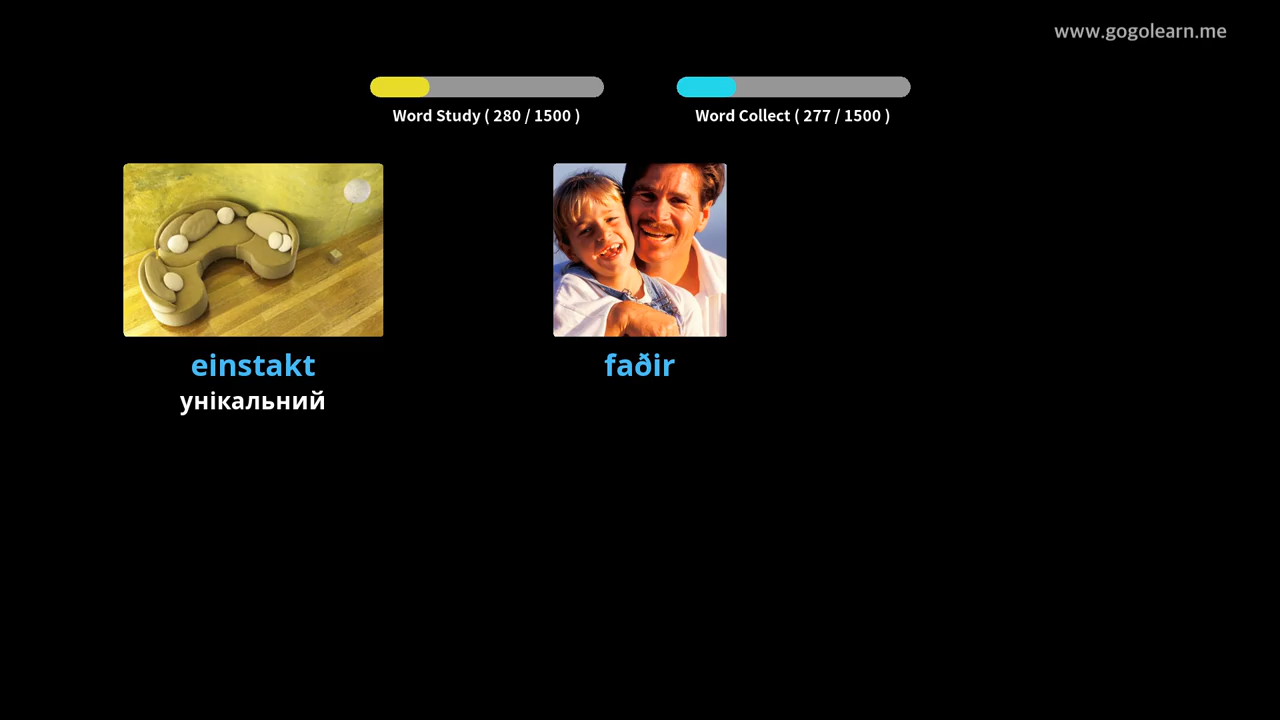 www.gogolearn.me
Word Study ( 280 / 1500 )
Word Collect ( 277 / 1500 )
einstakt
унікальний
faðir